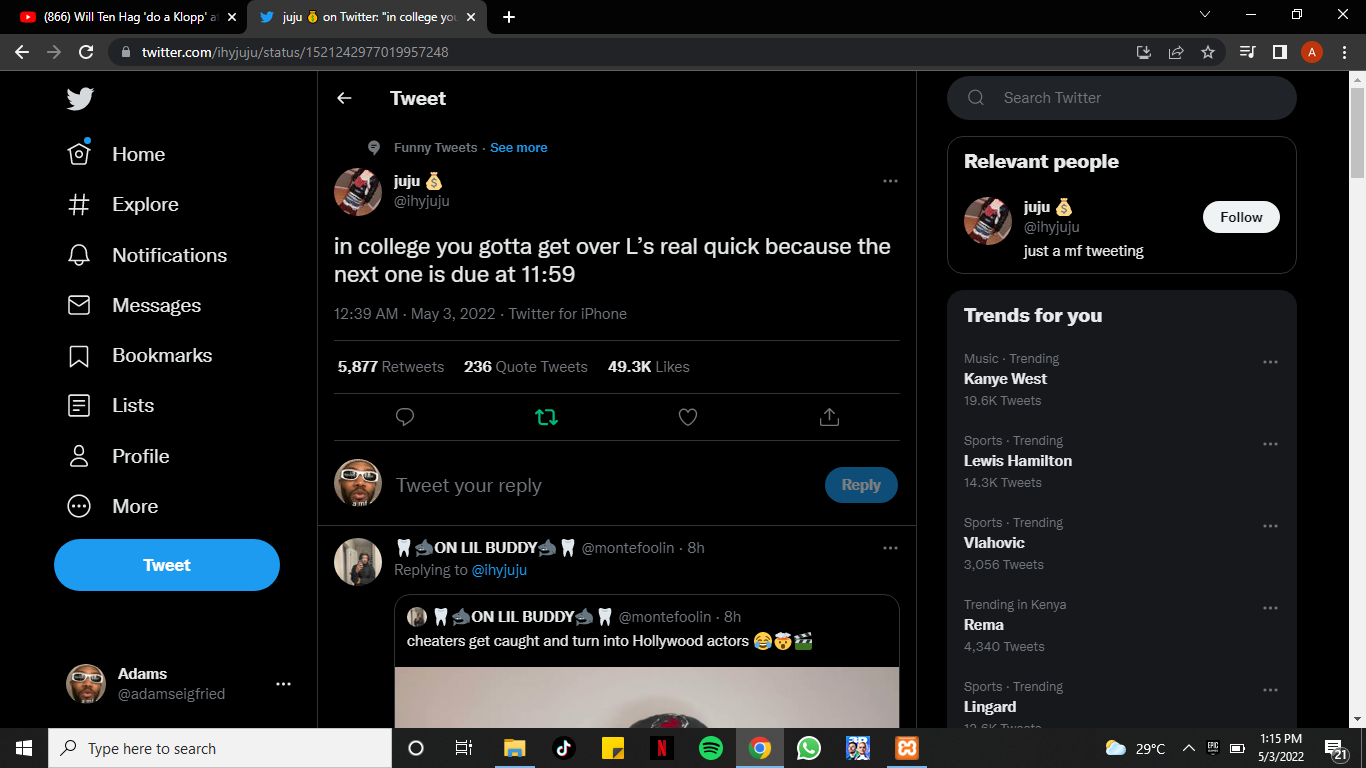 (866) Will Ten Hag 'do a Klopp' a
juju 💰 on Twitter: "in college you
twitter.com/ihyjuju/status/1521242977019957248
A
Home
Explore
Notifications
Messages
Bookmarks
Lists
Profile
More
Tweet
Adams
@adamseigfried
Tweet
Funny Tweets · See more
juju 💰
@ihyjuju
in college you gotta get over L’s real quick because the
next one is due at 11:59
12:39 AM · May 3, 2022 · Twitter for iPhone
5,877 Retweets 236 Quote Tweets 49.3K Likes
a mf
Tweet your reply
Reply
🦷🦈ON LIL BUDDY🦈🦷 @montefoolin · 8h
Replying to @ihyjuju
🦷🦈ON LIL BUDDY🦈🦷 @montefoolin · 8h
cheaters get caught and turn into Hollywood actors 😂🤯🎬
Search Twitter
Relevant people
juju 💰
@ihyjuju
Follow
just a mf tweeting
Trends for you
Music · Trending
Kanye West
19.6K Tweets
Sports · Trending
Lewis Hamilton
14.3K Tweets
Sports · Trending
Vlahovic
3,056 Tweets
Trending in Kenya
Rema
4,340 Tweets
Sports · Trending
Lingard
12.6K Tweets
Type here to search
N
EPIC
29°C
1:15 PM
5/3/2022
21